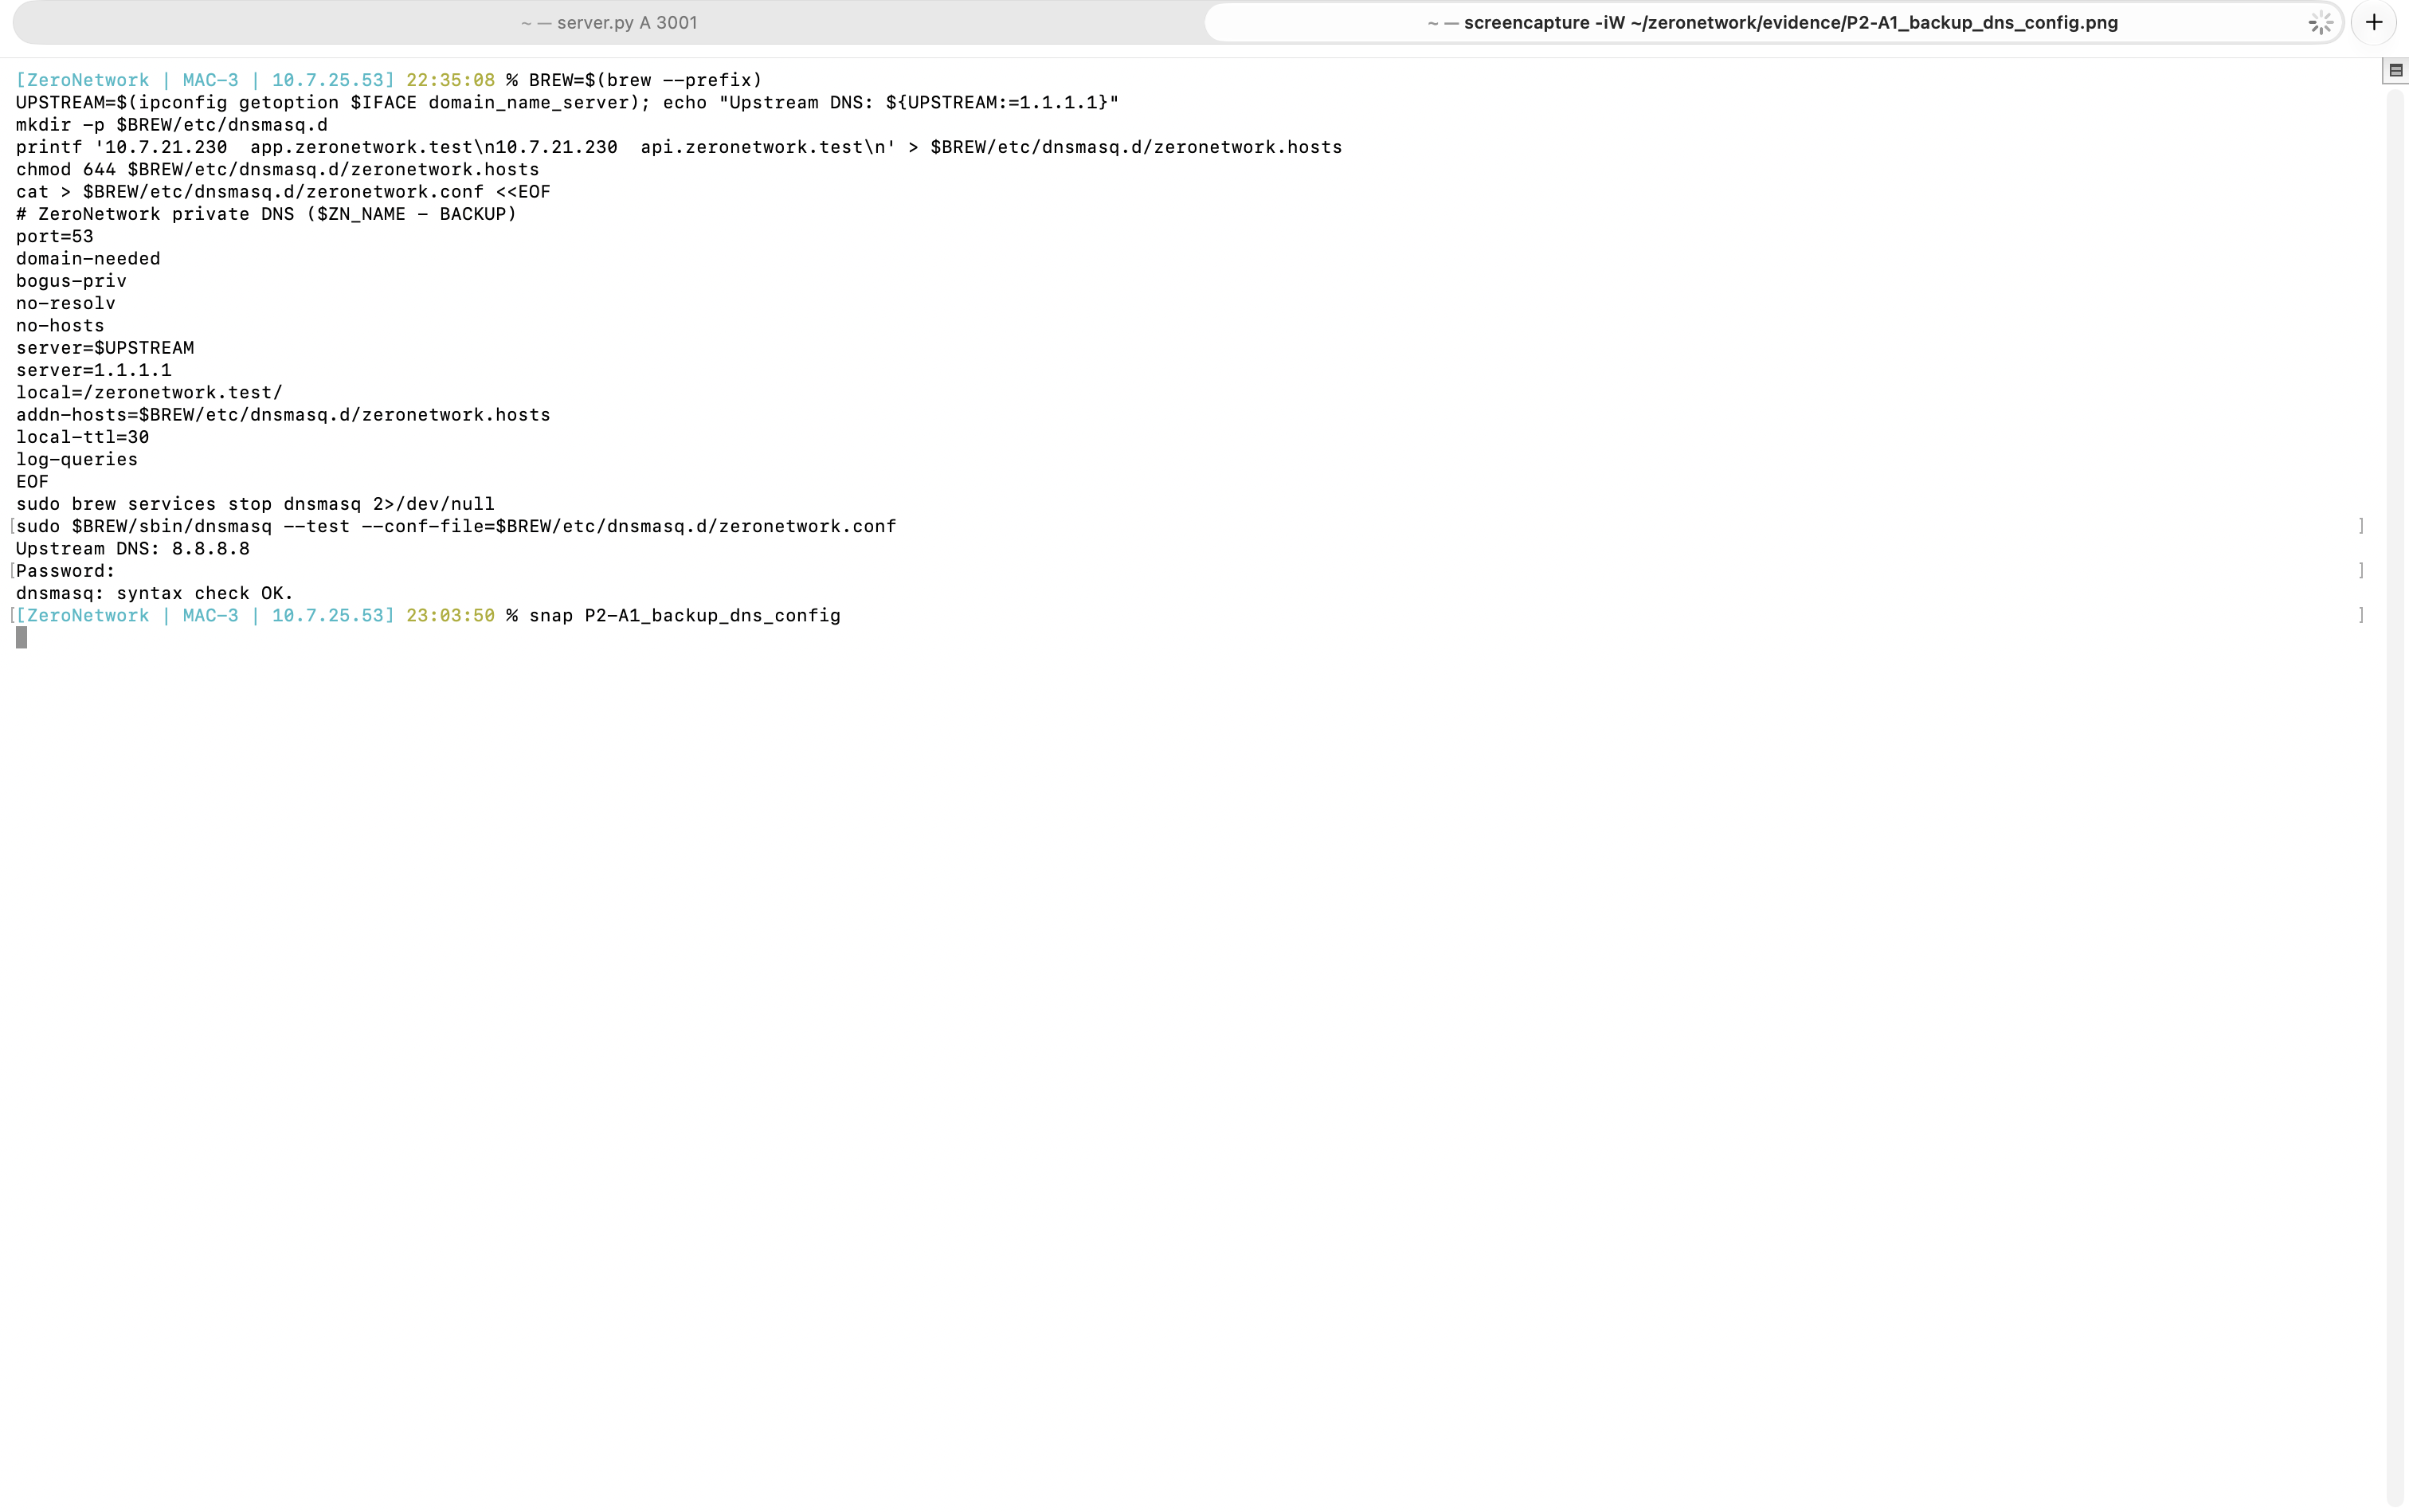 ~ — server.py A 3001
~ — screencapture -iW ~/zeronetwork/evidence/P2-A1_backup_dns_config.png
+
[ZeroNetwork | MAC-3 | 10.7.25.53] 22:35:08 % BREW=$(brew --prefix)
UPSTREAM=$(ipconfig getoption $IFACE domain_name_server); echo "Upstream DNS: ${UPSTREAM:=1.1.1.1}"
mkdir -p $BREW/etc/dnsmasq.d
printf '10.7.21.230  app.zeronetwork.test\n10.7.21.230  api.zeronetwork.test\n' > $BREW/etc/dnsmasq.d/zeronetwork.hosts
chmod 644 $BREW/etc/dnsmasq.d/zeronetwork.hosts
cat > $BREW/etc/dnsmasq.d/zeronetwork.conf <<EOF
# ZeroNetwork private DNS ($ZN_NAME - BACKUP)
port=53
domain-needed
bogus-priv
no-resolv
no-hosts
server=$UPSTREAM
server=1.1.1.1
local=/zeronetwork.test/
addn-hosts=$BREW/etc/dnsmasq.d/zeronetwork.hosts
local-ttl=30
log-queries
EOF
sudo brew services stop dnsmasq 2>/dev/null
[sudo $BREW/sbin/dnsmasq --test --conf-file=$BREW/etc/dnsmasq.d/zeronetwork.conf ]
Upstream DNS: 8.8.8.8
[Password: ]
dnsmasq: syntax check OK.
[[ZeroNetwork | MAC-3 | 10.7.25.53] 23:03:50 % snap P2-A1_backup_dns_config ]